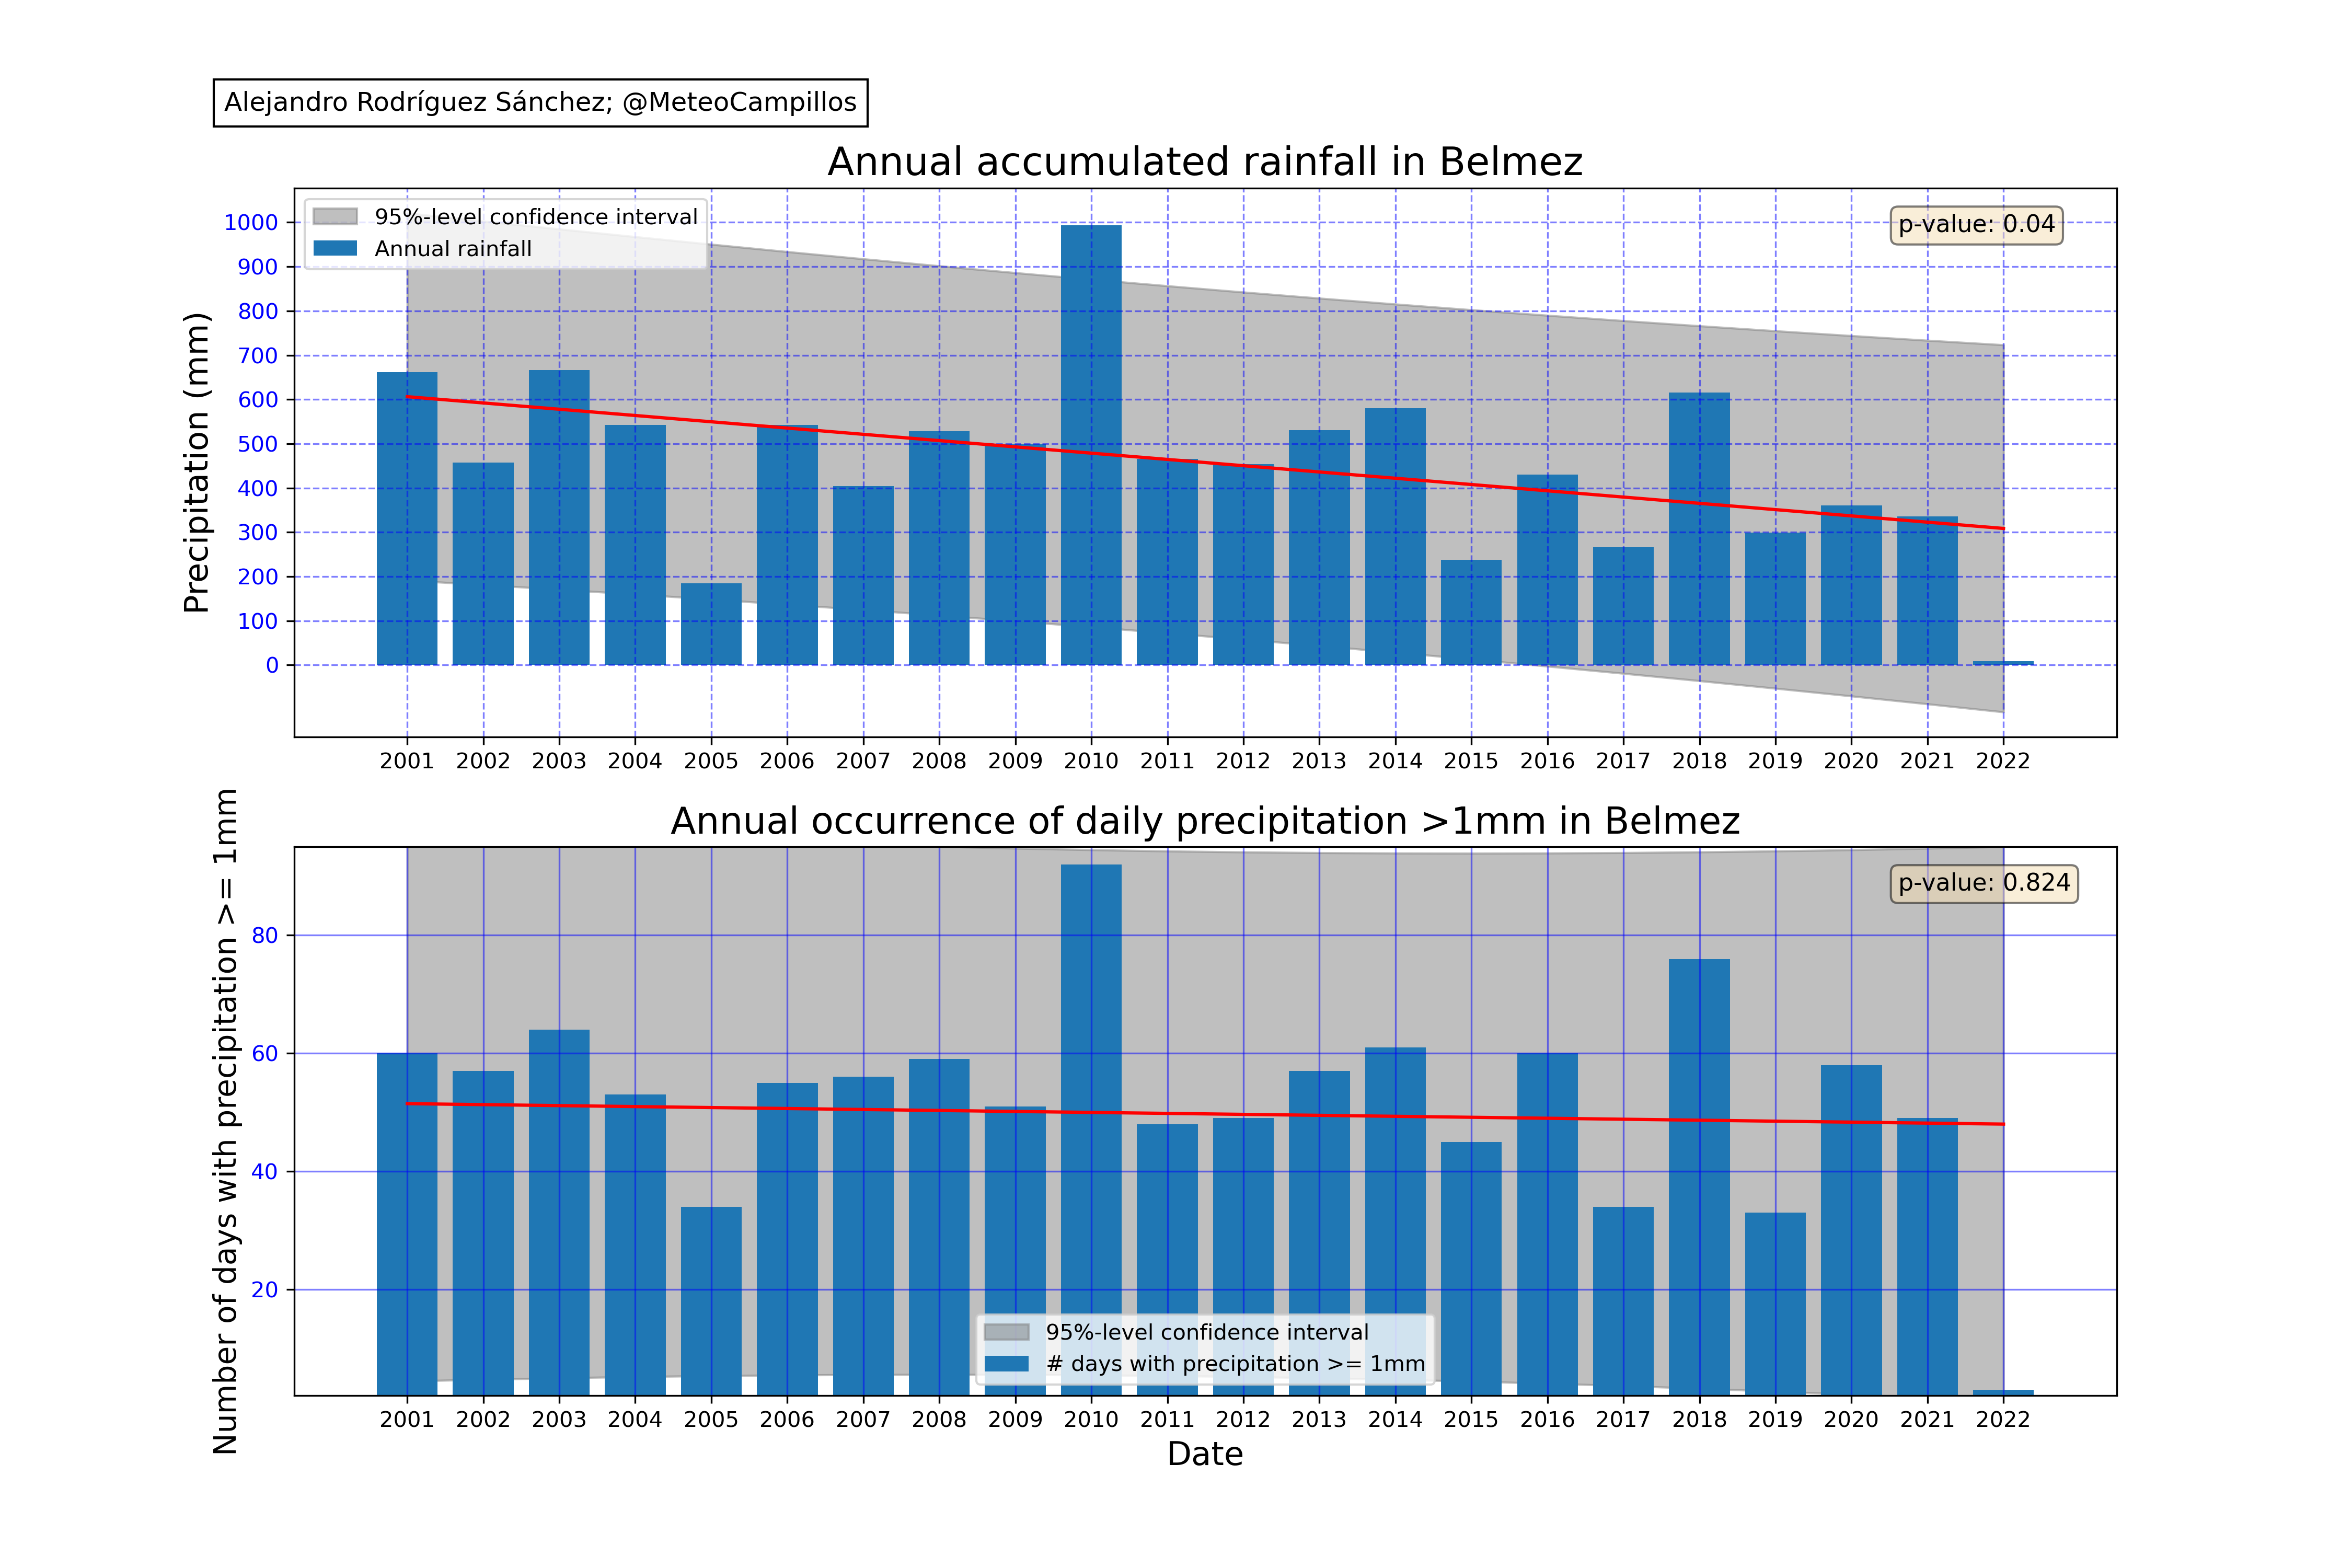 Alejandro Rodríguez Sánchez; @MeteoCampillos
Annual accumulated rainfall in Belmez
95%-level confidence interval
Annual rainfall
p-value: 0.04
Precipitation (mm)
1000
900
800
700
600
500
400
300
200
100
0
2001 2002 2003 2004 2005 2006 2007 2008 2009 2010 2011 2012 2013 2014 2015 2016 2017 2018 2019 2020 2021 2022
Annual occurrence of daily precipitation >1mm in Belmez
p-value: 0.824
Number of days with precipitation >= 1mm
80
60
40
20
95%-level confidence interval
# days with precipitation >= 1mm
2001 2002 2003 2004 2005 2006 2007 2008 2009 2010 2011 2012 2013 2014 2015 2016 2017 2018 2019 2020 2021 2022
Date